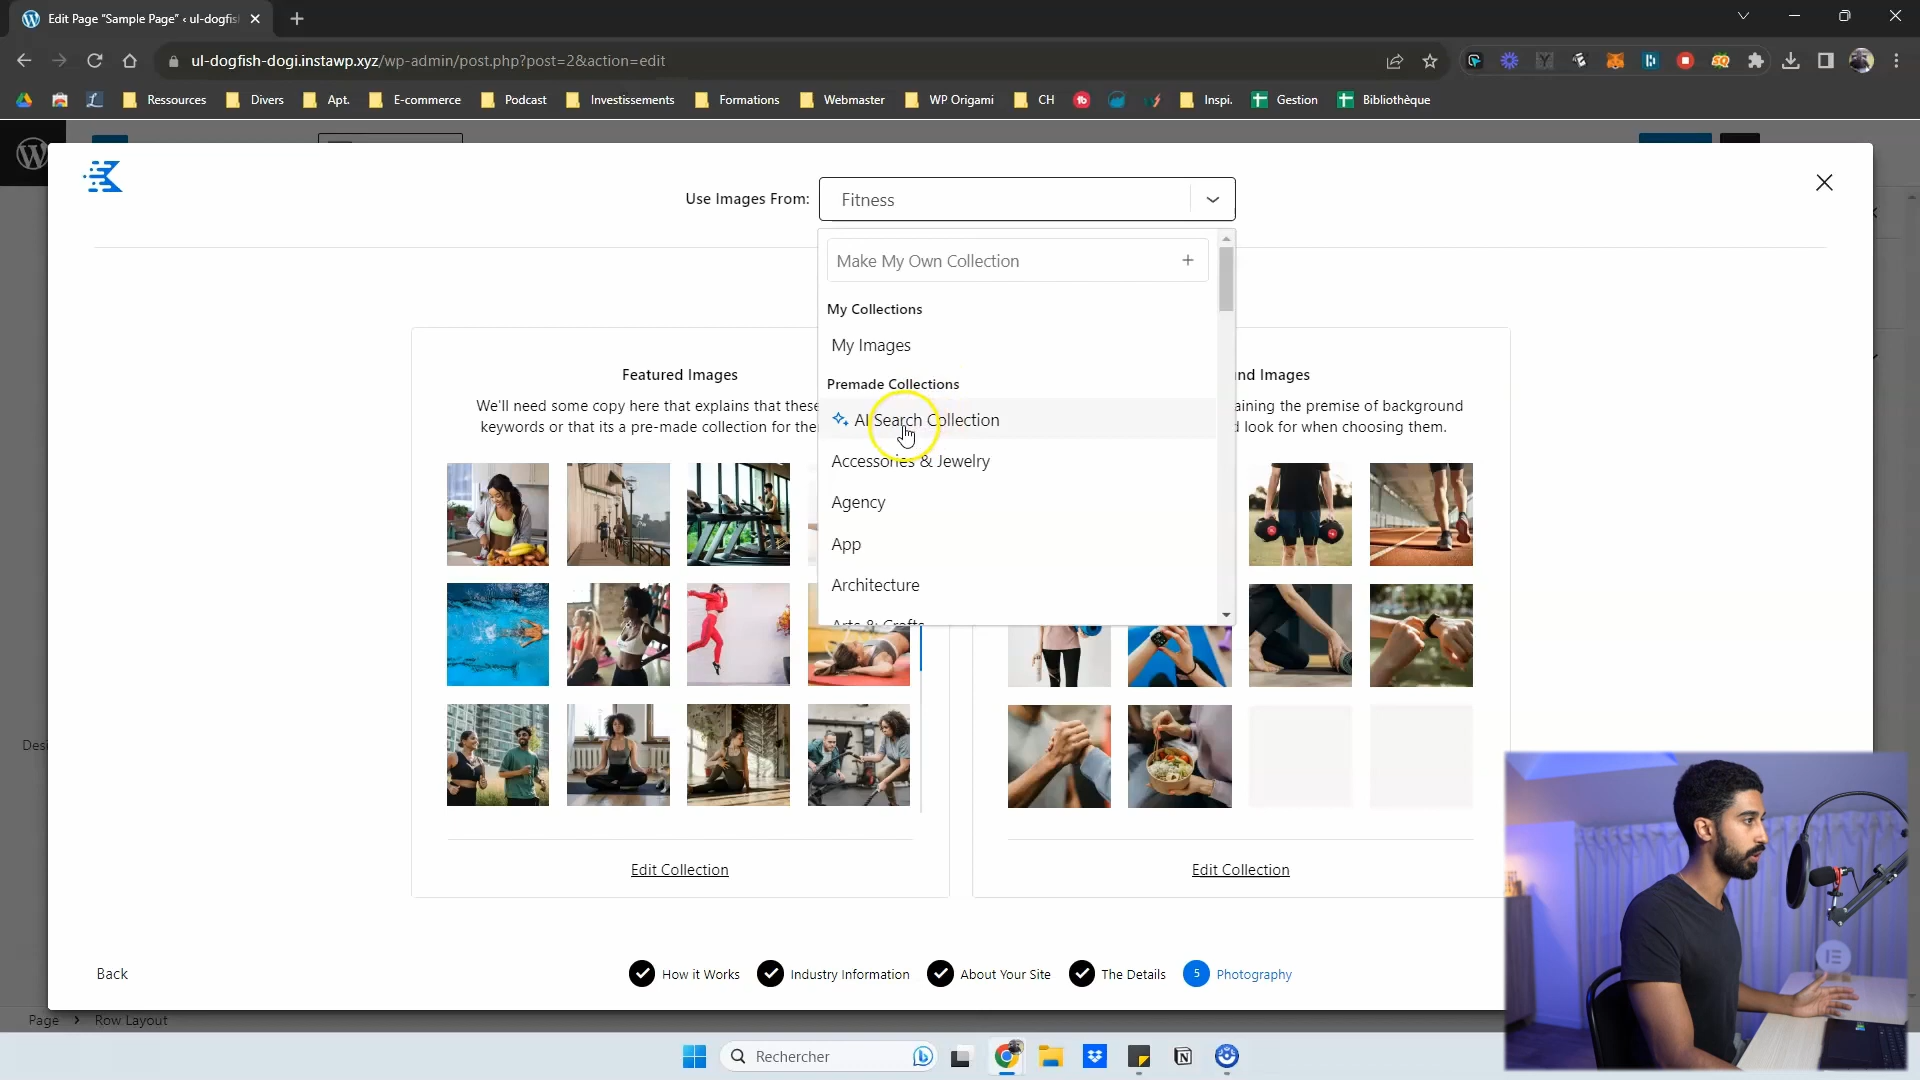 Edit Page "Sample Page" ‹ ul-dogfis
ul-dogfish-dogi.instawp.xyz/wp-admin/post.php?post=2&action=edit
Ressources
Divers
Apt.
E-commerce
Podcast
Investissements
Formations
Webmaster
WP Origami
CH
Inspi.
Gestion
Bibliothèque
Use Images From:
Fitness
Make My Own Collection +
My Collections
My Images
Premade Collections
AI Search Collection
Accessories & Jewelry
Agency
App
Architecture
Arts & Crafts
Featured Images
We'll need some copy here that explains that these
keywords or that its a pre-made collection for the
Edit Collection
nd Images
aining the premise of background
look for when choosing them.
Edit Collection
Desi
Back
How it Works
Industry Information
About Your Site
The Details
5 Photography
Page › Row Layout
Rechercher